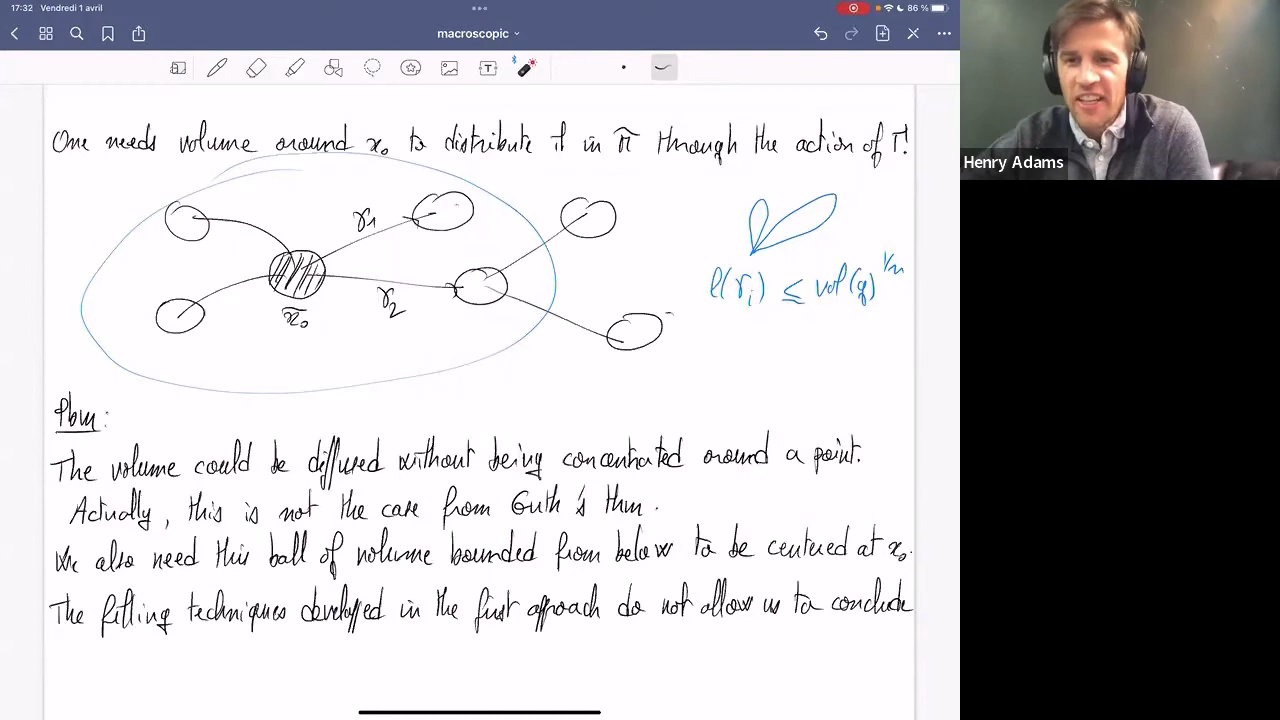 17:32 Vendredi 1 avril
86 %
macroscopic
Henry Adams
One needs volume around x₀ to distribute it in M̃ through the action of Γ!
γ₁
γ₂
x̃₀
ℓ(γᵢ) ≤ vol(g)^{1/n}
Pbm:
The volume could be diffused without being concentrated around a point.
Actually, this is not the case from Guth's thm.
We also need this ball of volume bounded from below to be centered at x₀.
The filling techniques developped in the first approach do not allow us to conclude